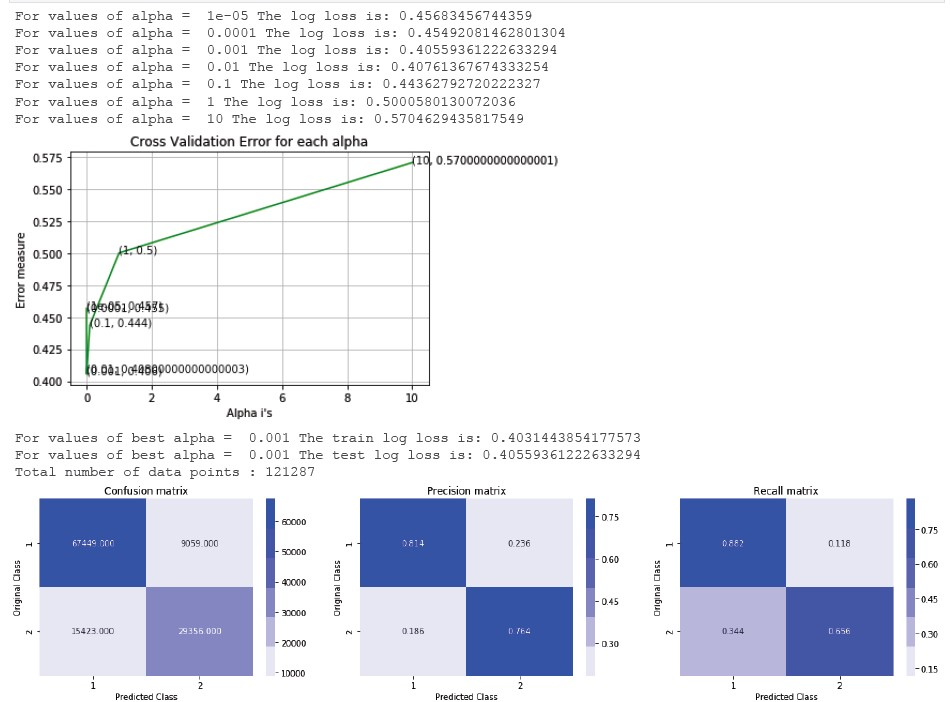 For values of alpha =  1e-05 The log loss is: 0.45683456744359
For values of alpha =  0.0001 The log loss is: 0.45492081462801304
For values of alpha =  0.001 The log loss is: 0.40559361222633294
For values of alpha =  0.01 The log loss is: 0.40761367674333254
For values of alpha =  0.1 The log loss is: 0.44362792720222327
For values of alpha =  1 The log loss is: 0.5000580130072036
For values of alpha =  10 The log loss is: 0.5704629435817549
Cross Validation Error for each alpha
0.575
0.550
0.525
0.500
0.475
0.450
0.425
0.400
Error measure
(10, 0.5700000000000001)
(1, 0.5)
(0.1, 0.444)
0 2 4 6 8 10
Alpha i's
For values of best alpha =  0.001 The train log loss is: 0.4031443854177573
For values of best alpha =  0.001 The test log loss is: 0.40559361222633294
Total number of data points : 121287
Confusion matrix
Original Class
1
2
67449.000 9059.000
15423.000 29356.000
1 2
Predicted Class
60000
50000
40000
30000
20000
10000
Precision matrix
Original Class
1
2
0.814 0.236
0.186 0.764
1 2
Predicted Class
0.75
0.60
0.45
0.30
Recall matrix
Original Class
1
2
0.882 0.118
0.344 0.656
1 2
Predicted Class
0.75
0.60
0.45
0.30
0.15